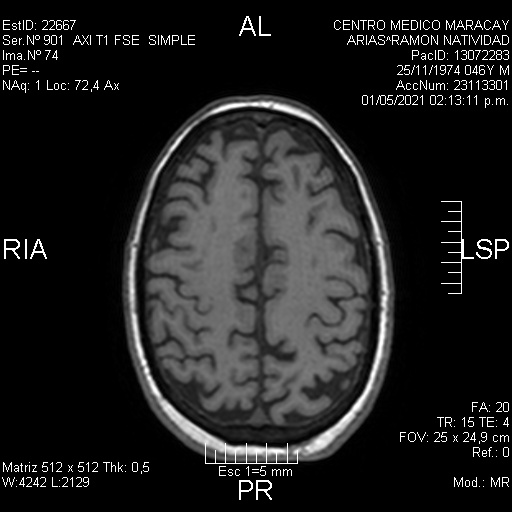 EstID: 22667
Ser.Nº 901 AXI T1 FSE SIMPLE
Ima.Nº 74
PE= --
NAq: 1 Loc: 72,4 Ax
AL
CENTRO MEDICO MARACAY
ARIAS^RAMON NATIVIDAD
PacID: 13072283
25/11/1974 046Y M
AccNum: 23113301
01/05/2021 02:13:11 p.m.
RIA
LSP
FA: 20
TR: 15 TE: 4
FOV: 25 x 24,9 cm
Ref.: 0
Matriz 512 x 512 Thk: 0,5
W:4242 L:2129
Esc 1=5 mm
PR
Mod.: MR